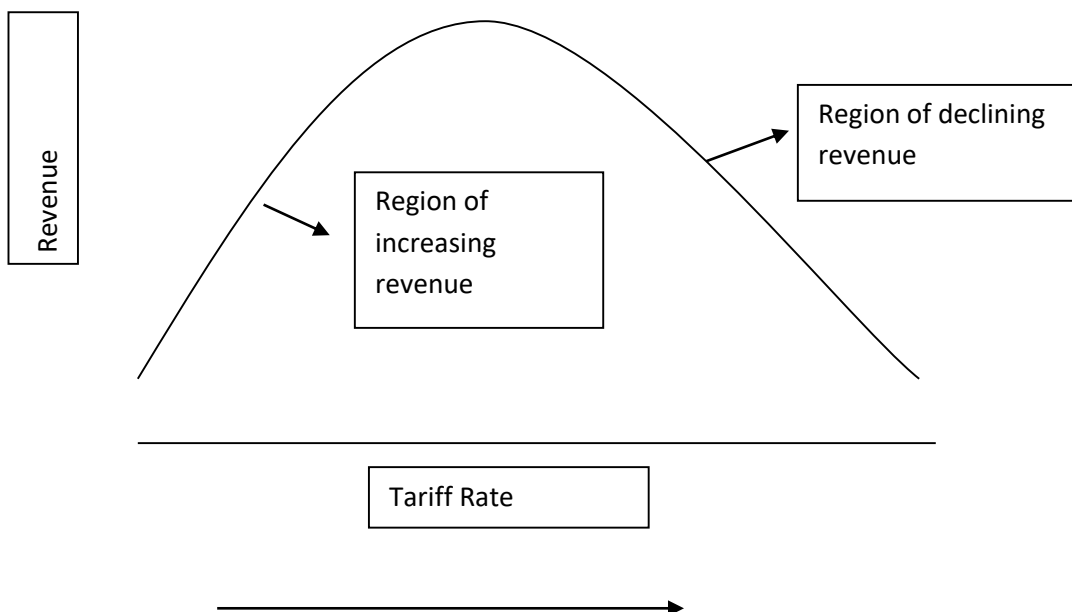 Revenue
Region of declining
revenue
Region of
increasing
revenue
Tariff Rate